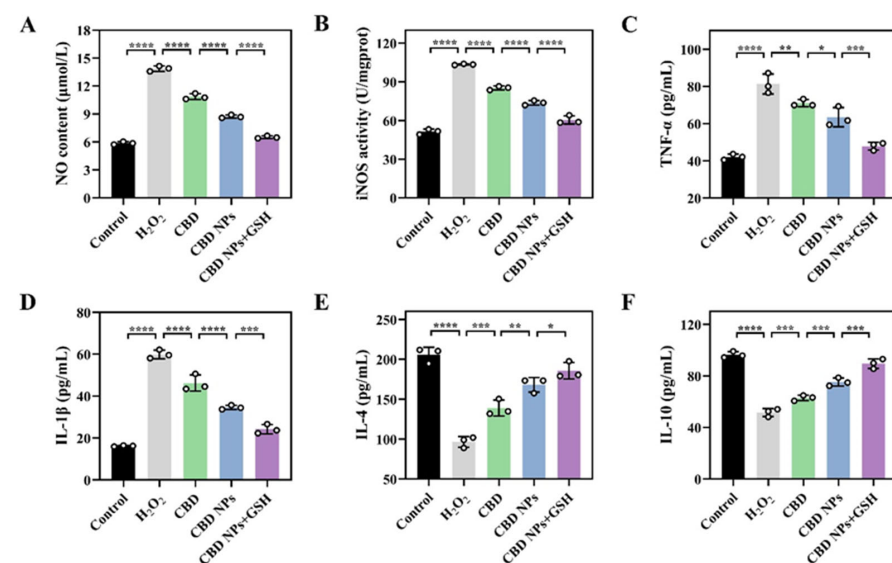 A
NO content (μmol/L)
18
15
12
9
6
3
0
**** **** **** ****
Control
H₂O₂
CBD
CBD NPs
CBD NPs+GSH
B
iNOS activity (U/mgprot)
120
90
60
30
0
**** **** **** ****
Control
H₂O₂
CBD
CBD NPs
CBD NPs+GSH
C
TNF-α (pg/mL)
100
80
60
40
20
**** ** * ***
Control
H₂O₂
CBD
CBD NPs
CBD NPs+GSH
D
IL-1β (pg/mL)
80
60
40
20
0
**** **** **** ***
Control
H₂O₂
CBD
CBD NPs
CBD NPs+GSH
E
IL-4 (pg/mL)
250
200
150
100
50
**** *** ** *
Control
H₂O₂
CBD
CBD NPs
CBD NPs+GSH
F
IL-10 (pg/mL)
120
80
40
0
**** *** *** ***
Control
H₂O₂
CBD
CBD NPs
CBD NPs+GSH